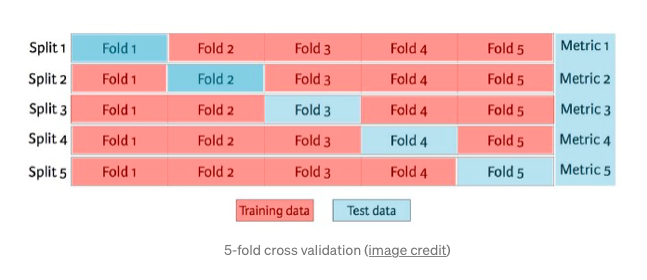 Split 1 Fold 1 Fold 2 Fold 3 Fold 4 Fold 5 Metric 1
Split 2 Fold 1 Fold 2 Fold 3 Fold 4 Fold 5 Metric 2
Split 3 Fold 1 Fold 2 Fold 3 Fold 4 Fold 5 Metric 3
Split 4 Fold 1 Fold 2 Fold 3 Fold 4 Fold 5 Metric 4
Split 5 Fold 1 Fold 2 Fold 3 Fold 4 Fold 5 Metric 5
Training data Test data
5-fold cross validation (image credit)